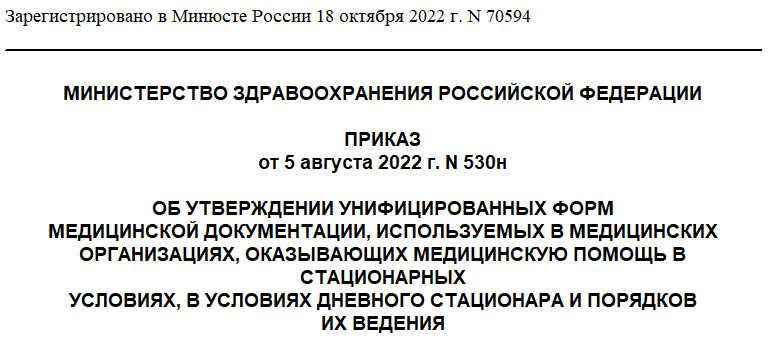 Зарегистрировано в Минюсте России 18 октября 2022 г. N 70594
МИНИСТЕРСТВО ЗДРАВООХРАНЕНИЯ РОССИЙСКОЙ ФЕДЕРАЦИИ
ПРИКАЗ
от 5 августа 2022 г. N 530н
ОБ УТВЕРЖДЕНИИ УНИФИЦИРОВАННЫХ ФОРМ
МЕДИЦИНСКОЙ ДОКУМЕНТАЦИИ, ИСПОЛЬЗУЕМЫХ В МЕДИЦИНСКИХ
ОРГАНИЗАЦИЯХ, ОКАЗЫВАЮЩИХ МЕДИЦИНСКУЮ ПОМОЩЬ В
СТАЦИОНАРНЫХ
УСЛОВИЯХ, В УСЛОВИЯХ ДНЕВНОГО СТАЦИОНАРА И ПОРЯДКОВ
ИХ ВЕДЕНИЯ